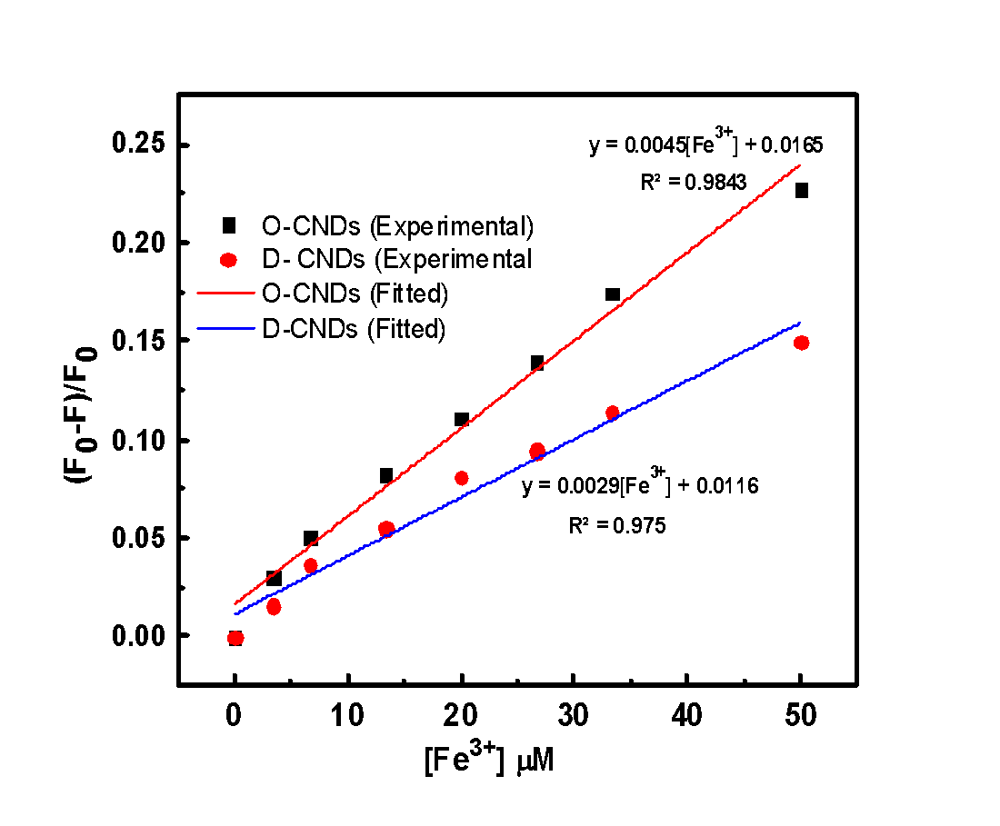 0.25
0.20
0.15
0.10
0.05
0.00
(F0-F)/F0
y = 0.0045[Fe3+] + 0.0165
R² = 0.9843
O-CNDs (Experimental)
D- CNDs (Experimental
O-CNDs (Fitted)
D-CNDs (Fitted)
y = 0.0029[Fe3+] + 0.0116
R² = 0.975
0 10 20 30 40 50
[Fe3+] μM